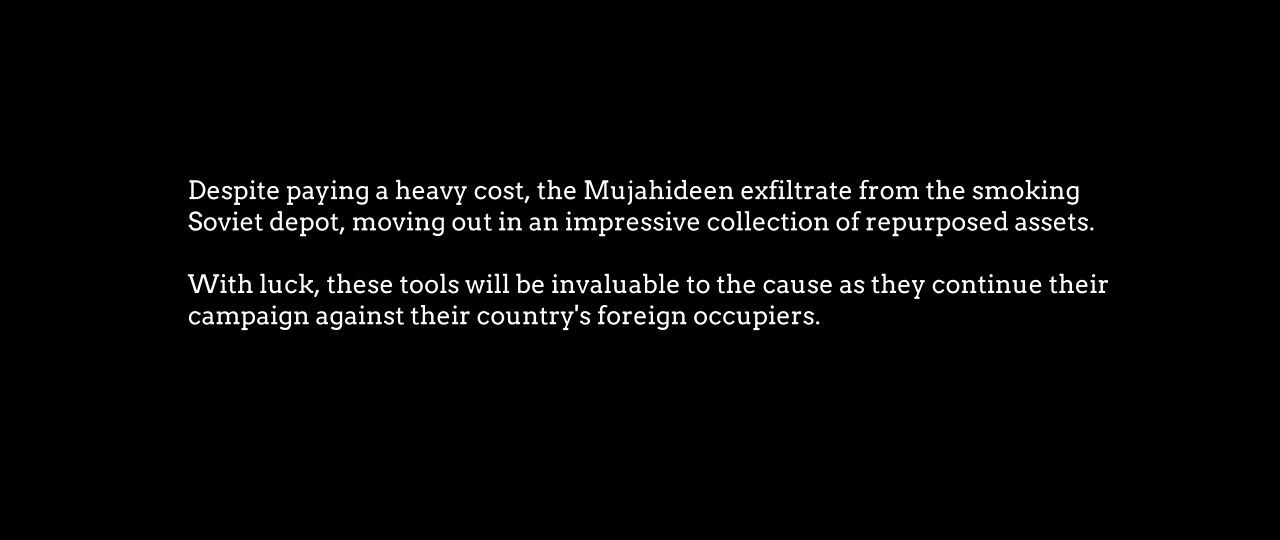 Despite paying a heavy cost, the Mujahideen exfiltrate from the smoking
Soviet depot, moving out in an impressive collection of repurposed assets.
With luck, these tools will be invaluable to the cause as they continue their
campaign against their country's foreign occupiers.